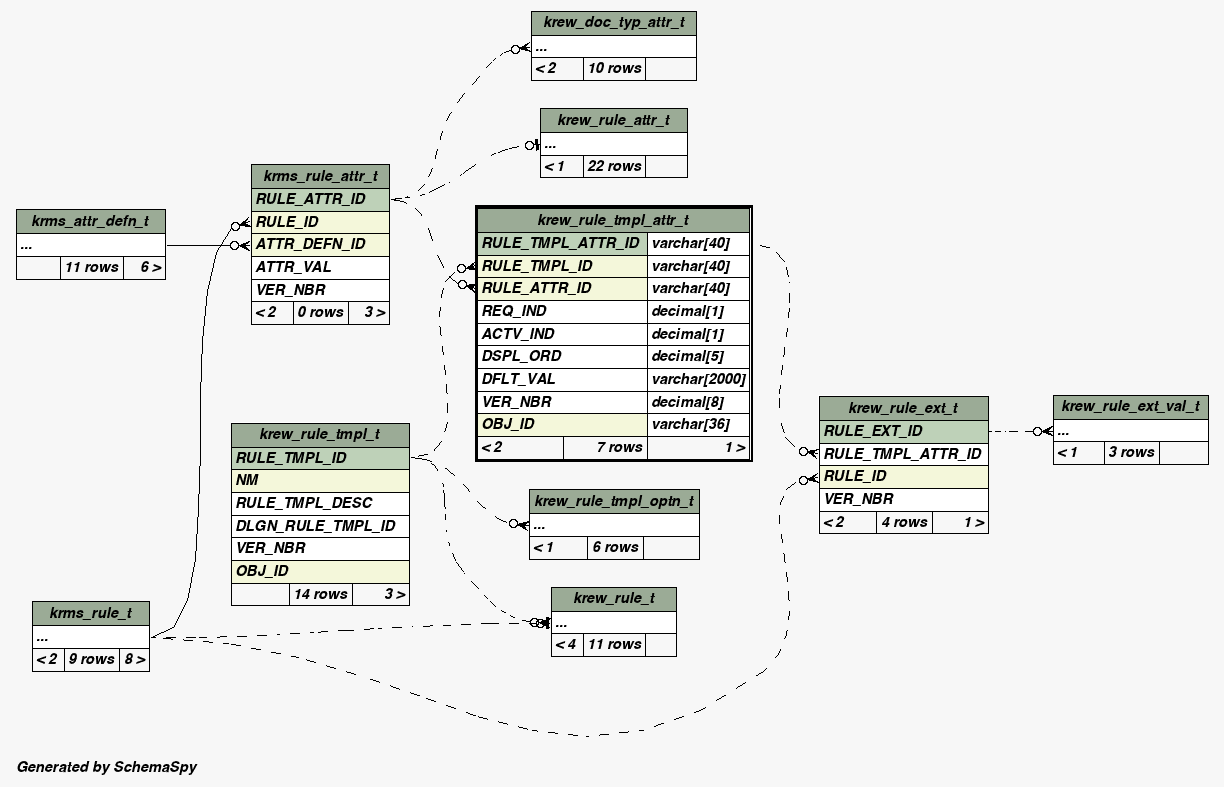 krew_doc_typ_attr_t
...
< 2 10 rows
krew_rule_attr_t
...
< 1 22 rows
krms_attr_defn_t
...
11 rows 6 >
krms_rule_attr_t
RULE_ATTR_ID
RULE_ID
ATTR_DEFN_ID
ATTR_VAL
VER_NBR
< 2 0 rows 3 >
krew_rule_tmpl_attr_t
RULE_TMPL_ATTR_ID varchar[40]
RULE_TMPL_ID varchar[40]
RULE_ATTR_ID varchar[40]
REQ_IND decimal[1]
ACTV_IND decimal[1]
DSPL_ORD decimal[5]
DFLT_VAL varchar[2000]
VER_NBR decimal[8]
OBJ_ID varchar[36]
< 2 7 rows 1 >
krew_rule_ext_t
RULE_EXT_ID
RULE_TMPL_ATTR_ID
RULE_ID
VER_NBR
< 2 4 rows 1 >
krew_rule_ext_val_t
...
< 1 3 rows
krew_rule_tmpl_t
RULE_TMPL_ID
NM
RULE_TMPL_DESC
DLGN_RULE_TMPL_ID
VER_NBR
OBJ_ID
14 rows 3 >
krew_rule_tmpl_optn_t
...
< 1 6 rows
krew_rule_t
...
< 4 11 rows
krms_rule_t
...
< 2 9 rows 8 >
Generated by SchemaSpy